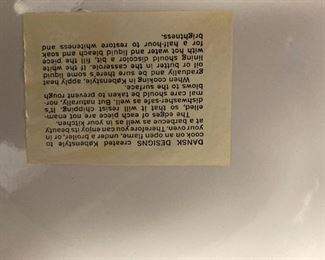 DANSK DESIGNS created Kobenstyle to
cook on an open flame, under a broiler, or in
your oven. Therefore you can enjoy its beauty
at a barbecue as well as in your kitchen.
The edges of each piece are not enam-
eled, so that it will resist chipping. It's
dishwasher-safe as well. But naturally, nor-
mal care should be taken to prevent rough
blows to the surface.
When cooking in Kobenstyle, apply heat
gradually and be sure there's some liquid
or oil or butter in the casserole. If the white
lining should discolor a bit, fill the piece
with hot water and liquid bleach and soak
for a half-hour to restore to whiteness and
brightness.